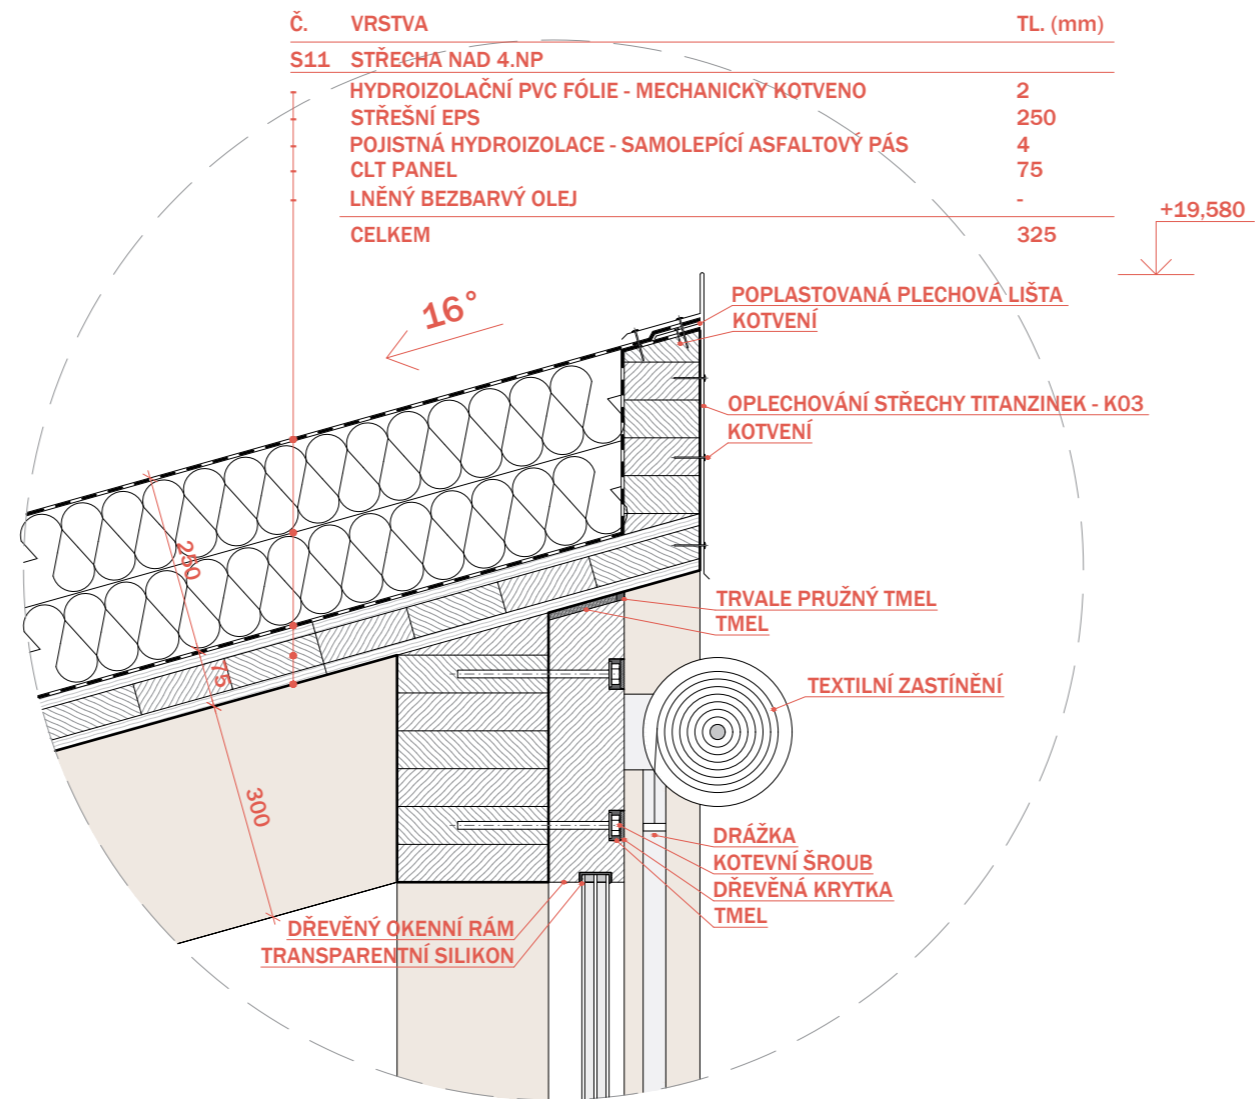 Č. VRSTVA TL. (mm)
S11 STŘECHA NAD 4.NP
- HYDROIZOLAČNÍ PVC FÓLIE - MECHANICKY KOTVENO 2
- STŘEŠNÍ EPS 250
- POJISTNÁ HYDROIZOLACE - SAMOLEPÍCÍ ASFALTOVÝ PÁS 4
- CLT PANEL 75
- LNĚNÝ BEZBARVÝ OLEJ -
CELKEM 325
+19,580
16°
POPLASTOVANÁ PLECHOVÁ LIŠTA
KOTVENÍ
OPLECHOVÁNÍ STŘECHY TITANZINEK - K03
KOTVENÍ
250
75
300
TRVALE PRUŽNÝ TMEL
TMEL
TEXTILNÍ ZASTÍNĚNÍ
DRÁŽKA
KOTEVNÍ ŠROUB
DŘEVĚNÁ KRYTKA
TMEL
DŘEVĚNÝ OKENNÍ RÁM
TRANSPARENTNÍ SILIKON